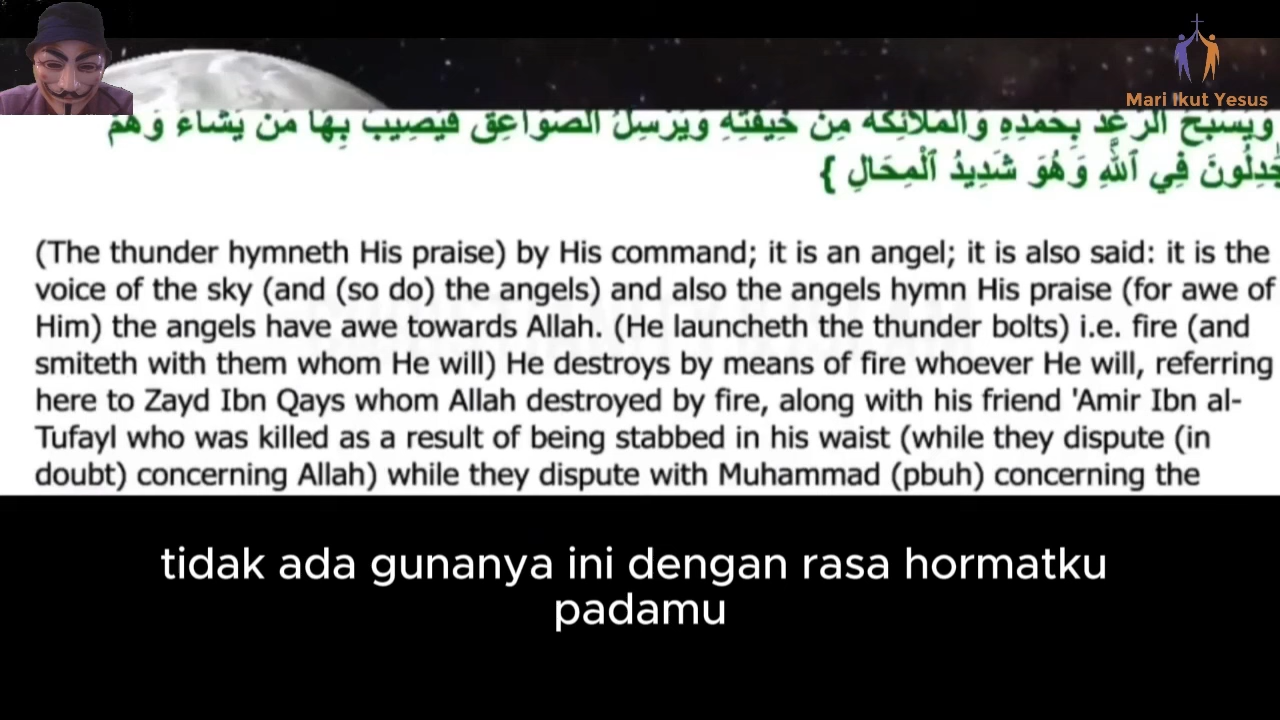 Mari Ikut Yesus
وَيُسَبِّحُ ٱلرَّعْدُ بِحَمْدِهِ وَٱلْمَلاَئِكَةُ مِنْ خِيفَتِهِ وَيُرْسِلُ ٱلصَّوَاعِقَ فَيُصِيبُ بِهَا مَن يَشَآءُ وَهُمْ
فِي ٱللَّهِ وَهُوَ شَدِيدُ ٱلْمِحَالِ }
(The thunder hymneth His praise) by His command; it is an angel; it is also said: it is the
voice of the sky (and (so do) the angels) and also the angels hymn His praise (for awe of
Him) the angels have awe towards Allah. (He launcheth the thunder bolts) i.e. fire (and
smiteth with them whom He will) He destroys by means of fire whoever He will, referring
here to Zayd Ibn Qays whom Allah destroyed by fire, along with his friend 'Amir Ibn al-
Tufayl who was killed as a result of being stabbed in his waist (while they dispute (in
doubt) concerning Allah) while they dispute with Muhammad (pbuh) concerning the
tidak ada gunanya ini dengan rasa hormatku
padamu